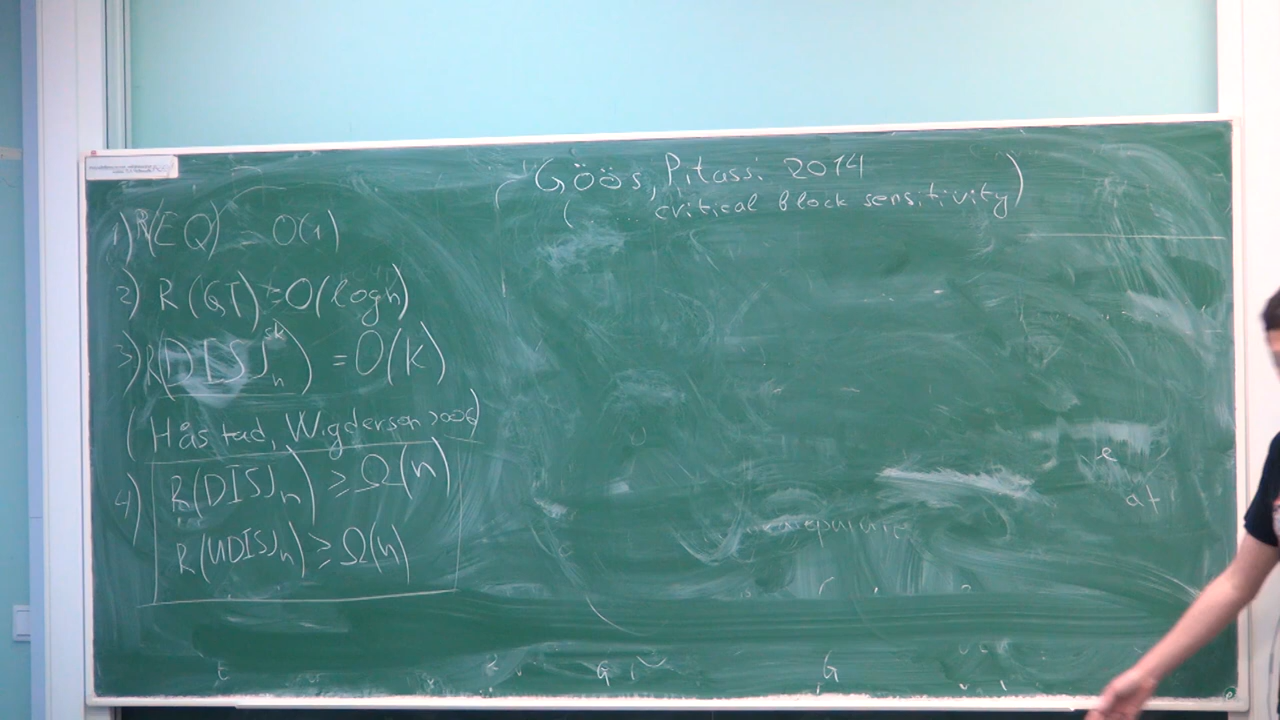 Göös, Pitassi 2014
( ... critical block sensitivity)
1) R(EQ) = O(1)
2) R(GT) = O(log n)
3) R(DISJ_n^k) = O(k)
(Håstad, Wigderson 2006)
4) R(DISJ_n) ≥ Ω(n)
R(UDISJ_n) ≥ Ω(n)